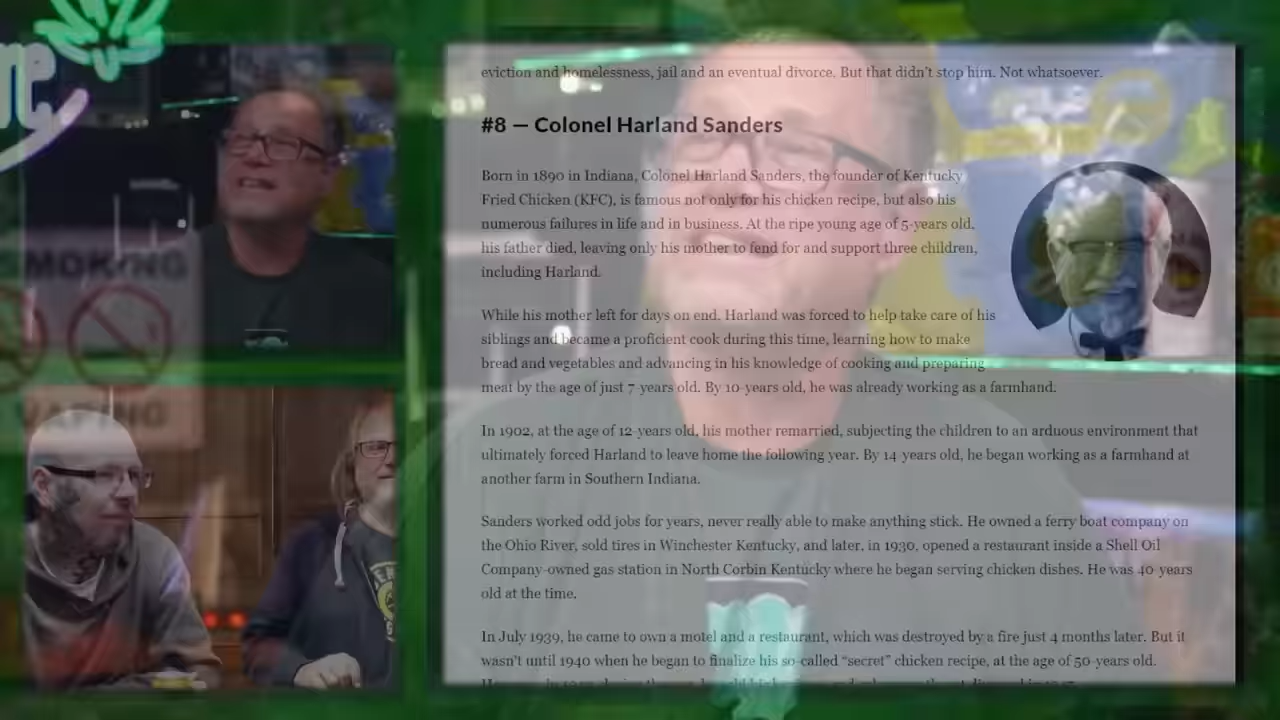 eviction and homelessness, jail and an eventual divorce. But that didn't stop him. Not whatsoever.
#8 — Colonel Harland Sanders
Born in 1890 in Indiana, Colonel Harland Sanders, the founder of Kentucky
Fried Chicken (KFC), is famous not only for his chicken recipe, but also his
numerous failures in life and in business. At the ripe young age of 5-years old,
his father died, leaving only his mother to fend for and support three children,
including Harland.
While his mother left for days on end. Harland was forced to help take care of his
siblings and became a proficient cook during this time, learning how to make
bread and vegetables and advancing in his knowledge of cooking and preparing
meat by the age of just 7-years old. By 10-years old, he was already working as a farmhand.
In 1902, at the age of 12-years old, his mother remarried, subjecting the children to an arduous environment that
ultimately forced Harland to leave home the following year. By 14-years old, he began working as a farmhand at
another farm in Southern Indiana.
Sanders worked odd jobs for years, never really able to make anything stick. He owned a ferry boat company on
the Ohio River, sold tires in Winchester Kentucky, and later, in 1930, opened a restaurant inside a Shell Oil
Company-owned gas station in North Corbin Kentucky where he began serving chicken dishes. He was 40-years
old at the time.
In July 1939, he came to own a motel and a restaurant, which was destroyed by a fire just 4 months later. But it
wasn't until 1940 when he began to finalize his so-called “secret” chicken recipe, at the age of 50-years old.
SMOKING
VAPING